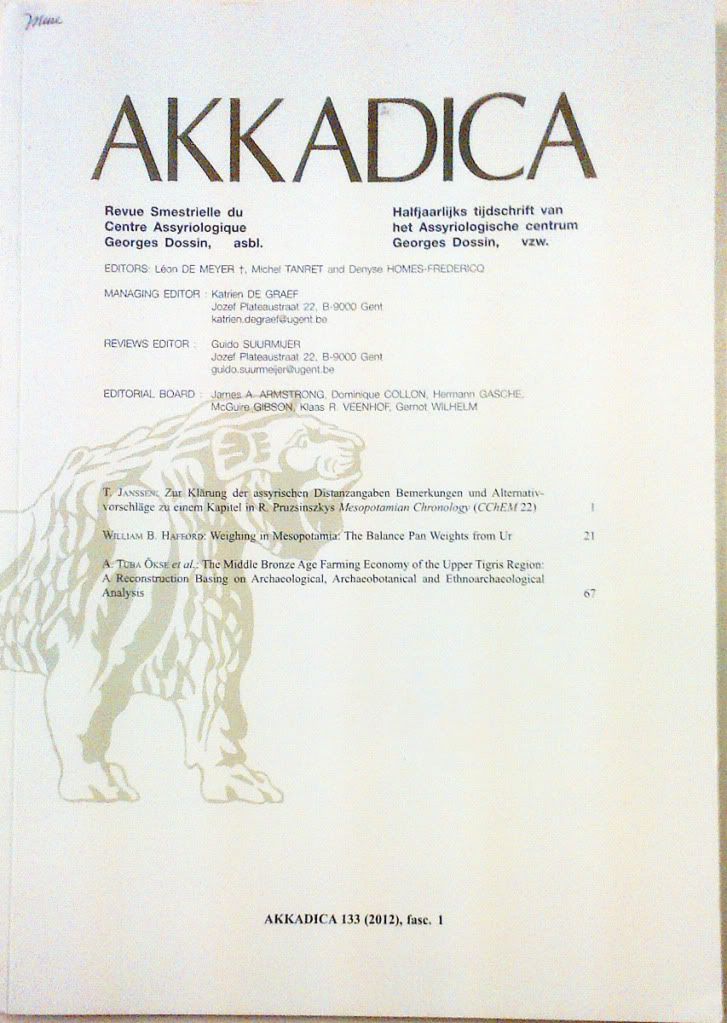 Mine
AKKADICA
Revue Smestrielle du
Centre Assyriologique
Georges Dossin, asbl.
Halfjaarlijks tijdschrift van
het Assyriologische centrum
Georges Dossin, vzw.
EDITORS: Léon DE MEYER †, Michel TANRET and Denyse HOMES-FREDERICQ
MANAGING EDITOR : Katrien DE GRAEF
Jozef Plateaustraat 22, B-9000 Gent
katrien.degraef@ugent.be
REVIEWS EDITOR : Guido SUURMIJER
Jozef Plateaustraat 22, B-9000 Gent
guido.suurmeijer@ugent.be
EDITORIAL BOARD : James A. ARMSTRONG, Dominique COLLON, Hermann GASCHE,
McGuire GIBSON, Klaas R. VEENHOF, Gernot WILHELM
T. JANSSEN: Zur Klärung der assyrischen Distanzangaben Bemerkungen und Alternativ-
vorschläge zu einem Kapitel in R. Pruzsinszkys Mesopotamian Chronology (CChEM 22) 1
WILLIAM B. HAFFORD: Weighing in Mesopotamia: The Balance Pan Weights from Ur 21
A. TUBA ÖKSE et al.: The Middle Bronze Age Farming Economy of the Upper Tigris Region:
A Reconstruction Basing on Archaeological, Archaeobotanical and Ethnoarchaeological
Analysis 67
AKKADICA 133 (2012), fasc. 1